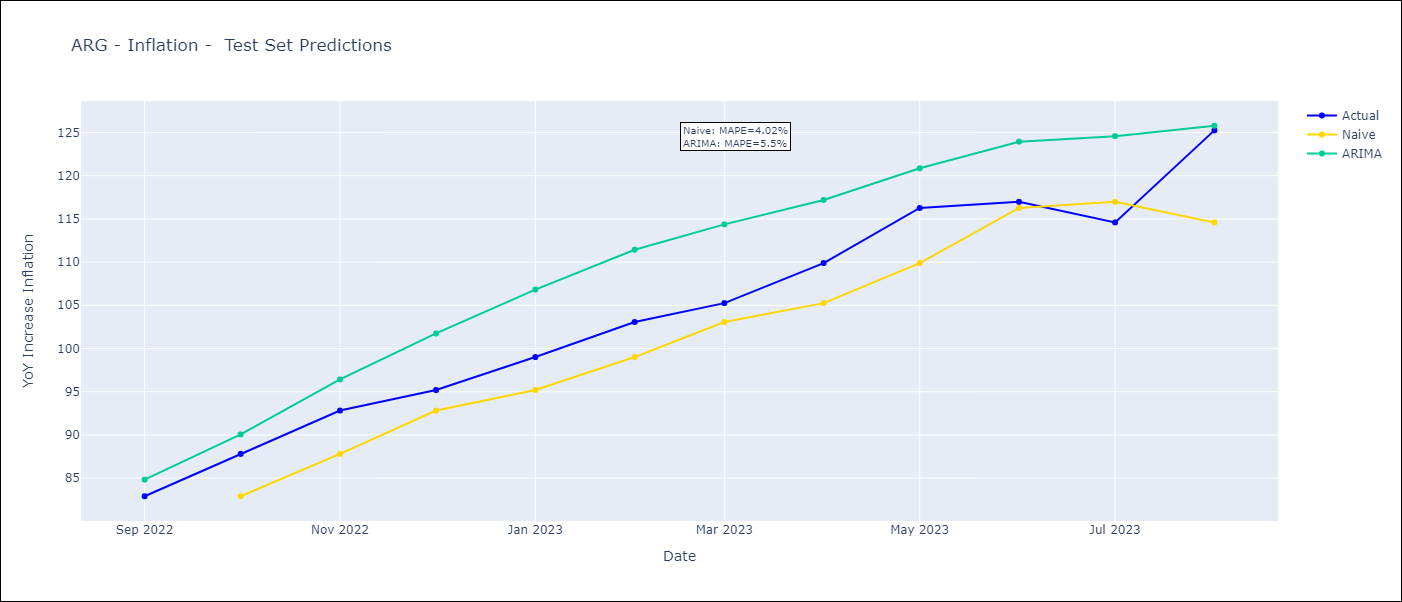 ARG - Inflation -  Test Set Predictions
Naive: MAPE=4.02%
ARIMA: MAPE=5.5%
Actual
Naive
ARIMA
YoY Increase Inflation
125
120
115
110
105
100
95
90
85
Sep 2022 Nov 2022 Jan 2023 Mar 2023 May 2023 Jul 2023
Date